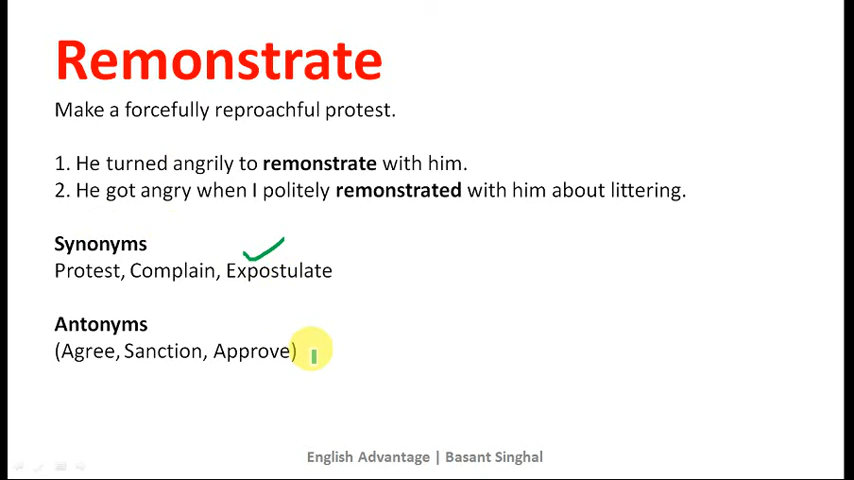 Remonstrate
Make a forcefully reproachful protest.
1. He turned angrily to remonstrate with him.
2. He got angry when I politely remonstrated with him about littering.
Synonyms
Protest, Complain, Expostulate
Antonyms
(Agree, Sanction, Approve)
English Advantage | Basant Singhal